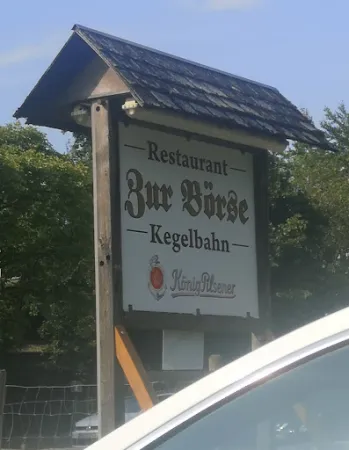 Restaurant
Zur Börse
Kegelbahn
König Pilsener